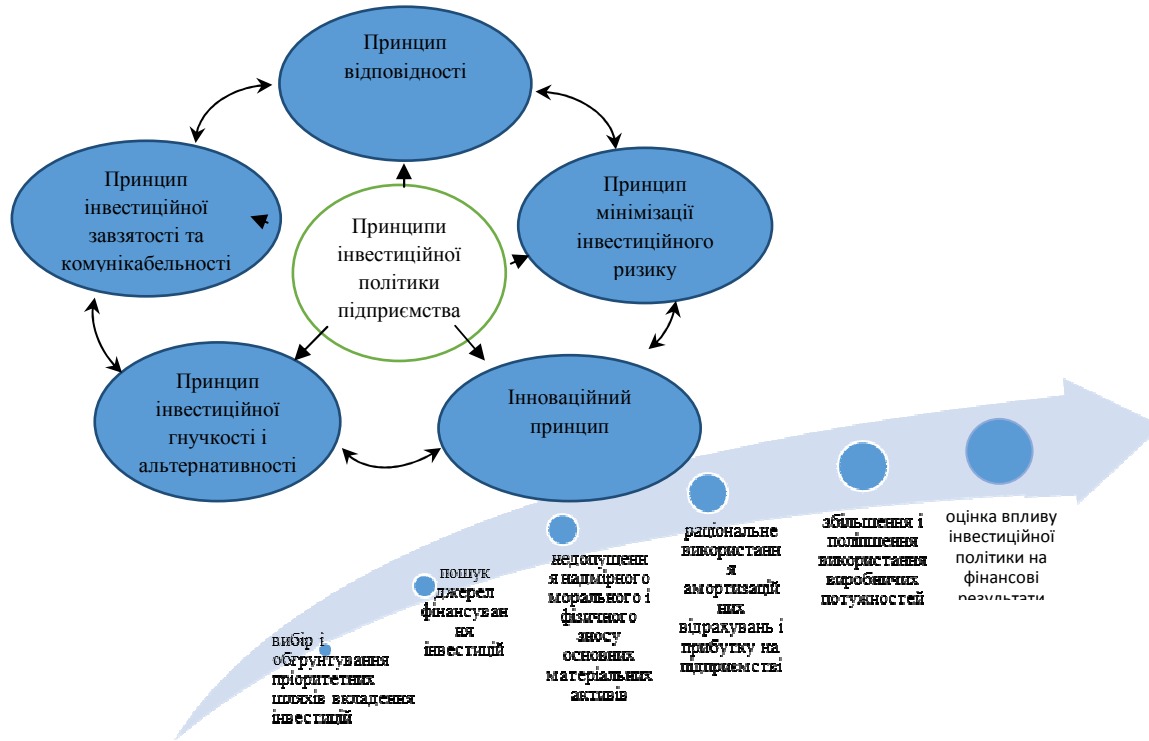 Принцип
відповідності
Принцип
інвестиційної
завзятості та
комунікабельності
Принцип
мінімізації
інвестиційного
ризику
Принципи
інвестиційної
політики
підприємства
Принцип
інвестиційної
гнучкості і
альтернативності
Інноваційний
принцип
вибір і
обґрунтування
пріоритетних
шляхів вкладення
інвестицій
пошук
джерел
фінансуван
ня
інвестицій
недопущенн
я надмірного
морального і
фізичного
зносу
основних
матеріальних
активів
раціональне
використанн
я
амортизацій
них
відрахувань і
прибутку на
підприємстві
збільшення і
поліпшення
використання
виробничих
потужностей
оцінка впливу
інвестиційної
політики на
фінансові
результати